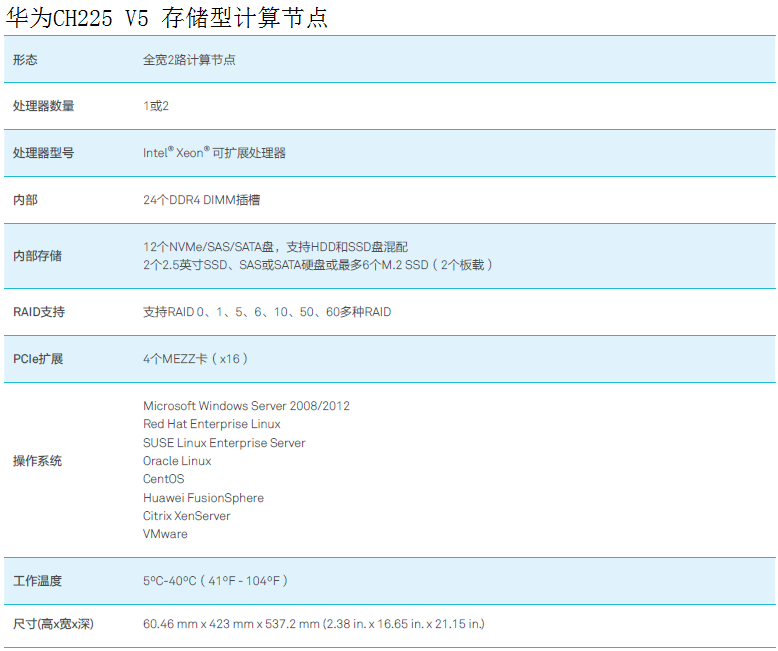 华为CH225 V5 存储型计算节点
形态 全宽2路计算节点
处理器数量 1或2
处理器型号 Intel® Xeon® 可扩展处理器
内部 24个DDR4 DIMM插槽
内部存储 12个NVMe/SAS/SATA盘，支持HDD和SSD盘混配
2个2.5英寸SSD、SAS或SATA硬盘或最多6个M.2 SSD（2个板载）
RAID支持 支持RAID 0、1、5、6、10、50、60多种RAID
PCIe扩展 4个MEZZ卡（x16）
操作系统 Microsoft Windows Server 2008/2012
Red Hat Enterprise Linux
SUSE Linux Enterprise Server
Oracle Linux
CentOS
Huawei FusionSphere
Citrix XenServer
VMware
工作温度 5ºC-40ºC（41ºF - 104ºF）
尺寸(高x宽x深) 60.46 mm x 423 mm x 537.2 mm (2.38 in. x 16.65 in. x 21.15 in.)